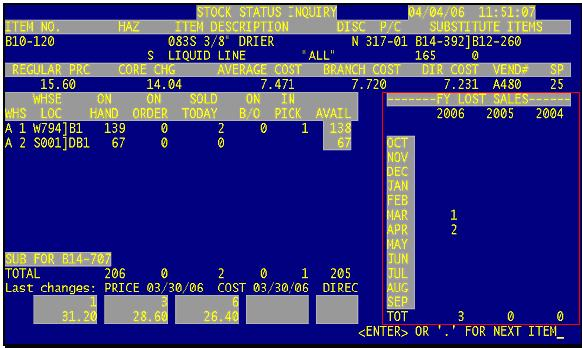 STOCK STATUS INQUIRY 04/04/06 11:51:07
ITEM NO. HAZ ITEM DESCRIPTION DISC P/C SUBSTITUTE ITEMS
B10-120 083S 3/8" DRIER N 317-01 B14-392]B12-260
S LIQUID LINE "ALL" 165 0
REGULAR PRC CORE CHG AVERAGE COST BRANCH COST DIR COST VEND# SP
15.60 14.04 7.471 7.720 7.231 A480 25
WHSE ON ON SOLD ON IN
WHS LOC HAND ORDER TODAY B/O PICK AVAIL
A 1 W794]B1 139 0 2 0 1 138
A 2 S001]DB1 67 0 0 67
------FY LOST SALES------
2006 2005 2004
OCT
NOV
DEC
JAN
FEB
MAR 1
APR 2
MAY
JUN
JUL
AUG
SEP
TOT 3 0 0
SUB FOR B14-707
TOTAL 206 0 2 0 1 205
Last changes: PRICE 03/30/06 COST 03/30/06 DIREC
1 3 6
31.20 28.60 26.40
<ENTER> OR '.' FOR NEXT ITEM_